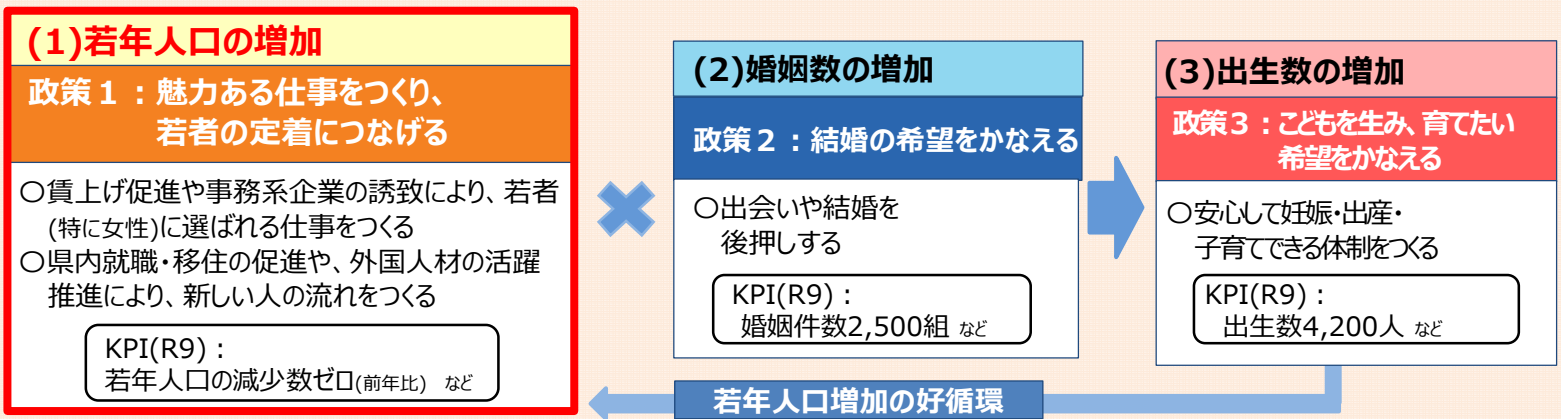 (1)若年人口の増加
政策１：魅力ある仕事をつくり、
若者の定着につなげる
〇賃上げ促進や事務系企業の誘致により、若者
(特に女性)に選ばれる仕事をつくる
〇県内就職・移住の促進や、外国人材の活躍
推進により、新しい人の流れをつくる
KPI(R9)：
若年人口の減少数ゼロ(前年比) など
(2)婚姻数の増加
政策２：結婚の希望をかなえる
〇出会いや結婚を
後押しする
KPI(R9)：
婚姻件数2,500組 など
(3)出生数の増加
政策３：こどもを生み、育てたい
希望をかなえる
〇安心して妊娠・出産・
子育てできる体制をつくる
KPI(R9)：
出生数4,200人 など
若年人口増加の好循環